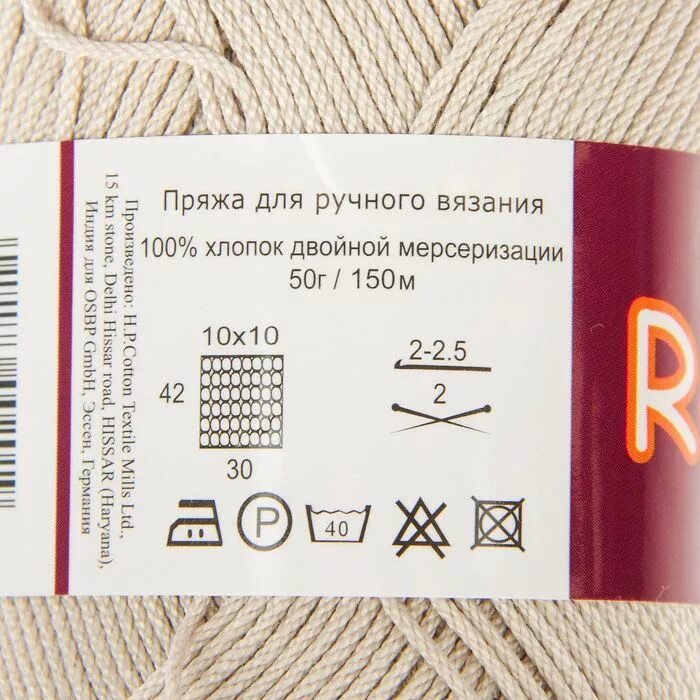 Пряжа для ручного вязания
100% хлопок двойной мерсеризации
50г / 150м
10x10
42
30
2-2.5
2
P
40
Произведено: H.P.Cotton Textile Mills Ltd.,
15 km stone, Delhi Hissar road, HISSAR (Haryana),
Индия для OSBP GmbH, Эссен, Германия
R